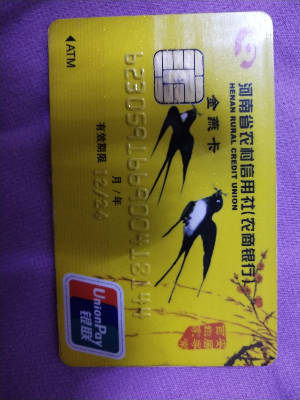 河南省农村信用社(农商银行)
HENAN RURAL CREDIT UNION
金燕卡
月/年
有效期限
ATM
UnionPay
银联